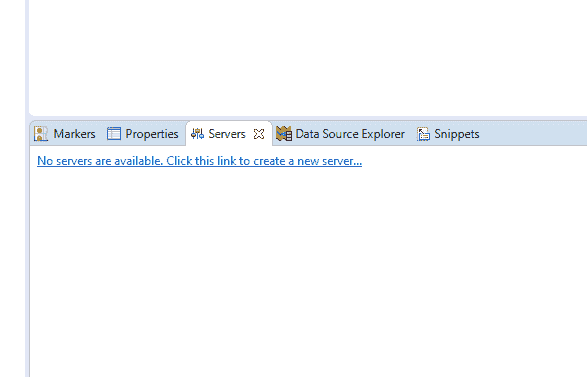 Markers Properties Servers Data Source Explorer Snippets
No servers are available. Click this link to create a new server...